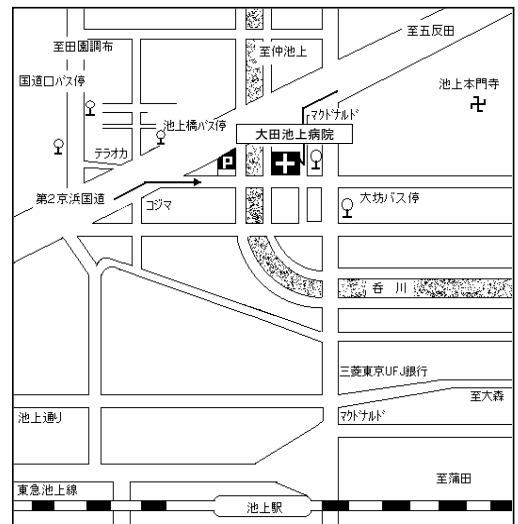 至五反田
至田園調布
至仲池上
国道口バス停
池上本門寺
卍
マクドナルド
池上橋バス停
大田池上病院
テラオカ
P
第2京浜国道
コジマ
大坊バス停
呑川
三菱東京UFJ銀行
至大森
池上通り
マクドナルド
至蒲田
東急池上線
池上駅